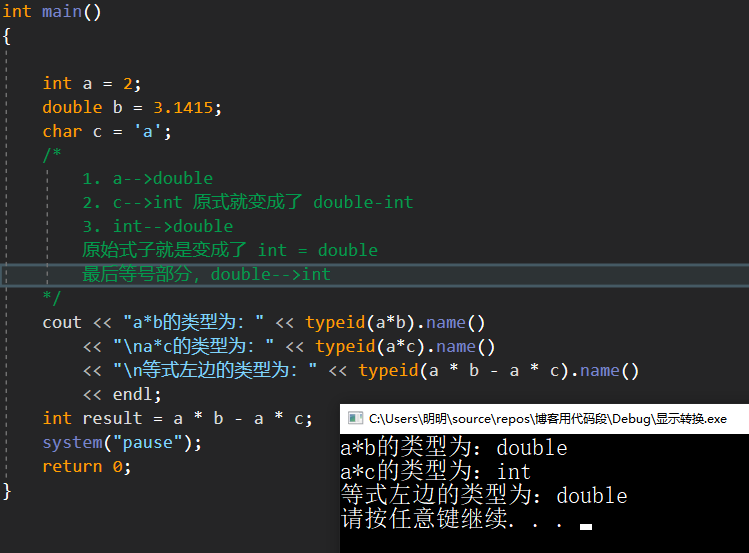 int main()
{
int a = 2;
double b = 3.1415;
char c = 'a';
/*
1. a-->double
2. c-->int 原式就变成了 double-int
3. int-->double
原始式子就是变成了 int = double
最后等号部分，double-->int
*/
cout << "a*b的类型为：" << typeid(a*b).name()
<< "\na*c的类型为：" << typeid(a*c).name()
<< "\n等式左边的类型为：" << typeid(a * b - a * c).name()
<< endl;
int result = a * b - a * c;
system("pause");
return 0;
}
C:\Users\明明\source\repos\博客用代码段\Debug\显示转换.exe
a*b的类型为：double
a*c的类型为：int
等式左边的类型为：double
请按任意键继续. . .